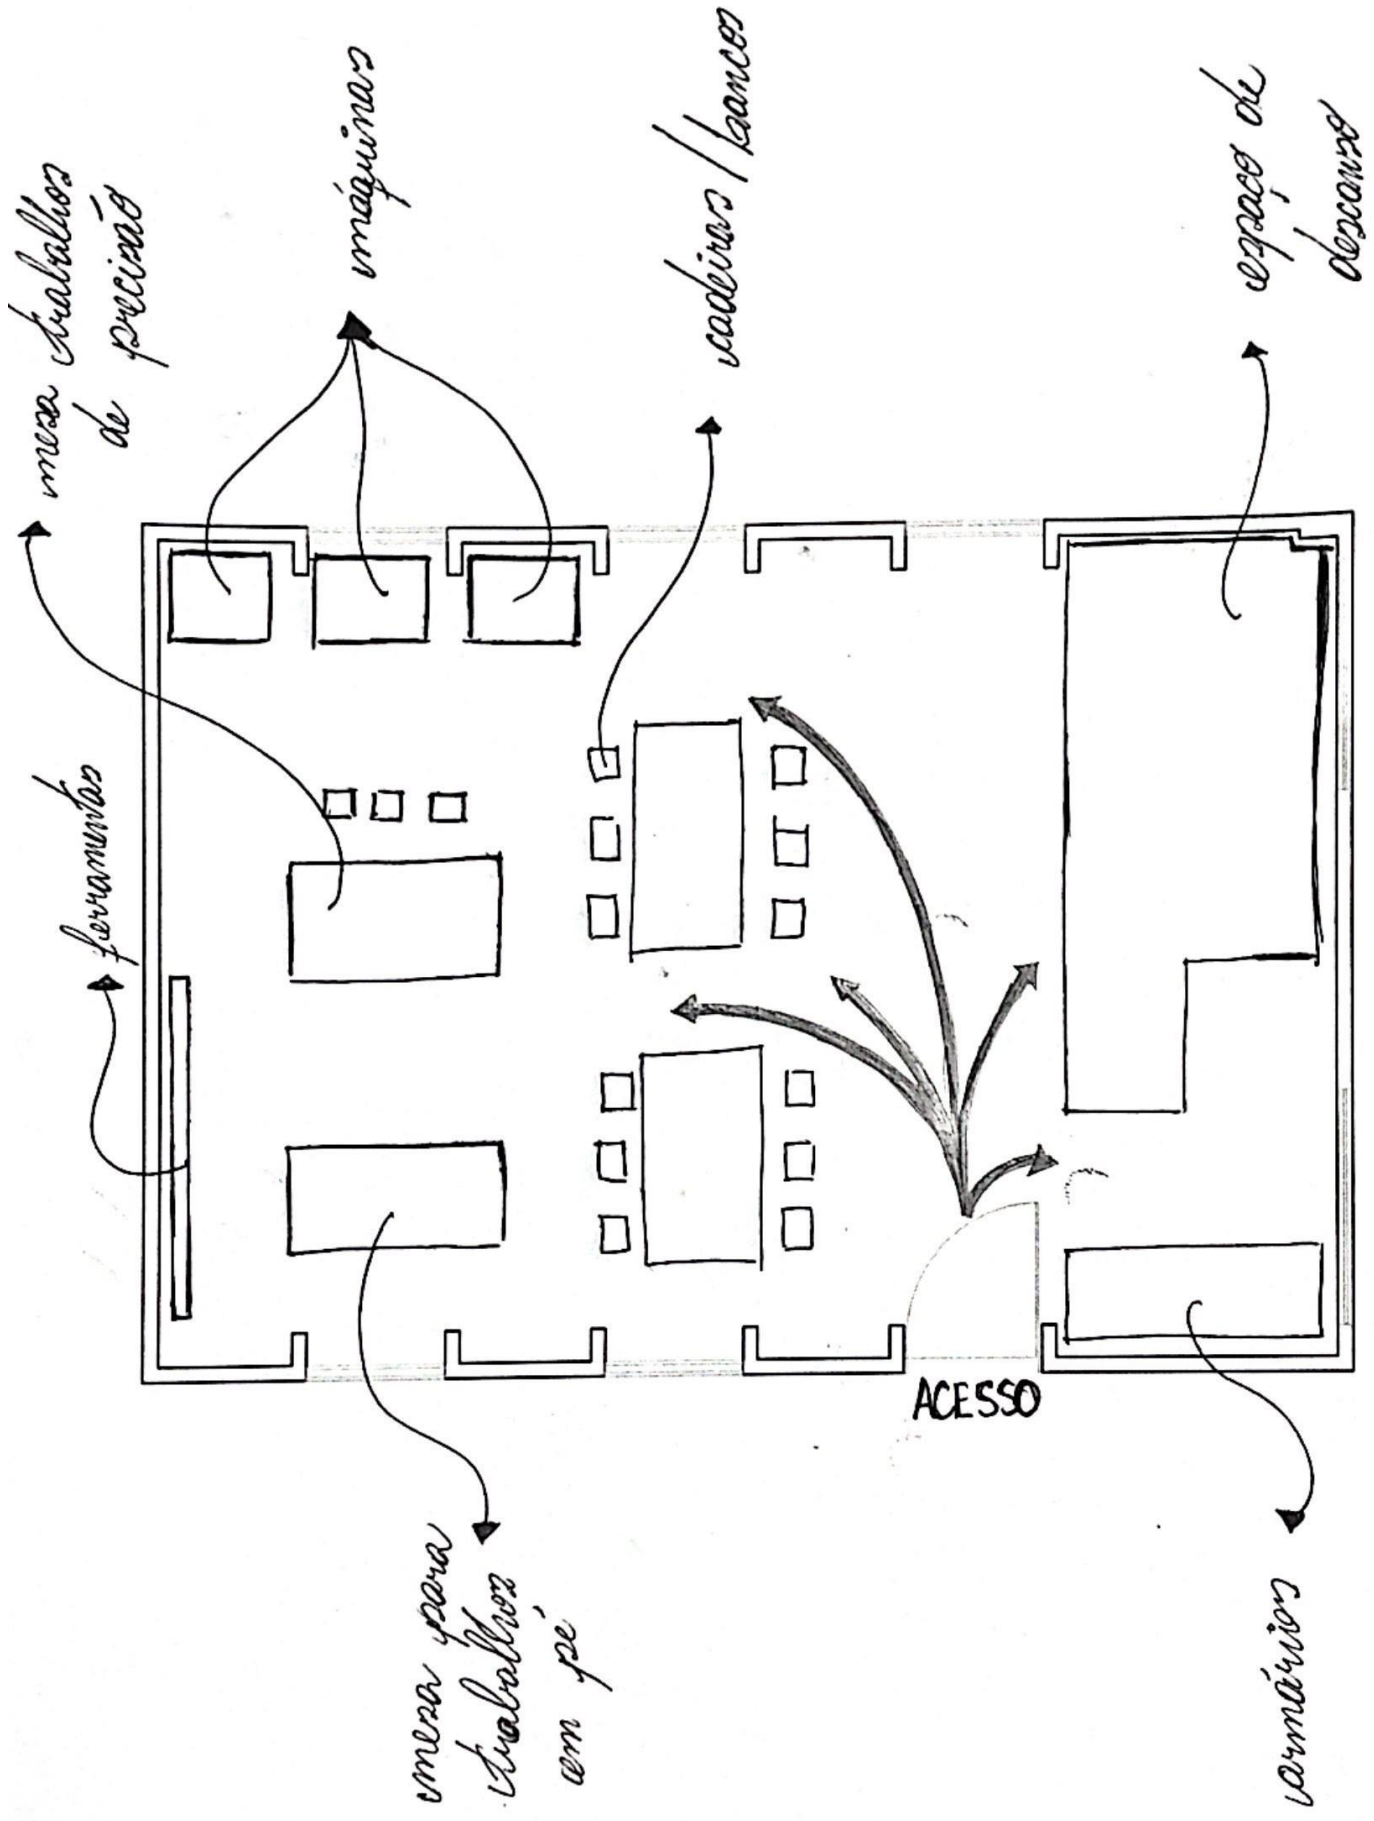 mesa trabalhos
de precisão
máquinas
ferramentas
cadeiras / bancos
espaço de
descanso
ACESSO
mesa para
trabalhos
em pé
armários